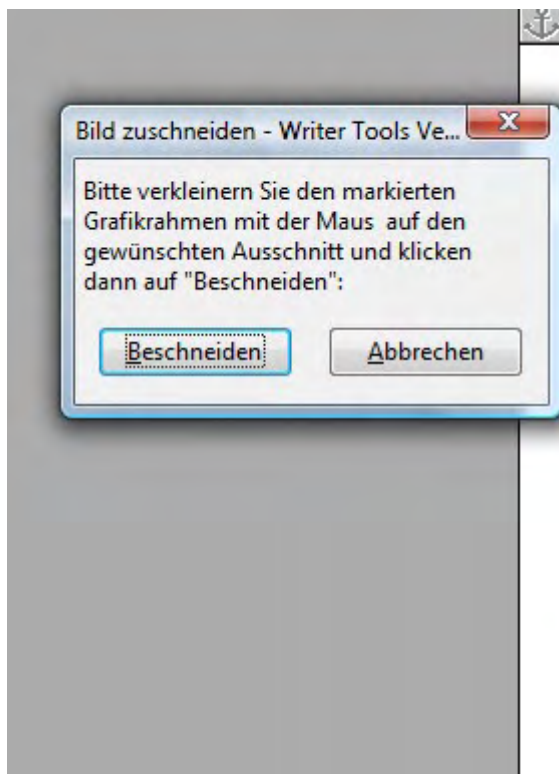 Bild zuschneiden - Writer Tools Ve...
Bitte verkleinern Sie den markierten
Grafikrahmen mit der Maus  auf den
gewünschten Ausschnitt und klicken
dann auf "Beschneiden":
Beschneiden Abbrechen